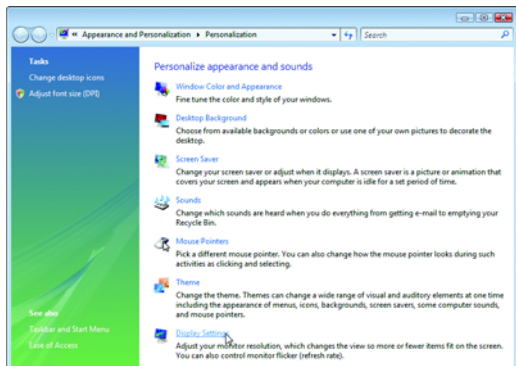 « Appearance and Personalization ▸ Personalization
Search
Tasks
Change desktop icons
Adjust font size (DPI)
See also
Taskbar and Start Menu
Ease of Access
Personalize appearance and sounds
Window Color and Appearance
Fine tune the color and style of your windows.
Desktop Background
Choose from available backgrounds or colors or use one of your own pictures to decorate the
desktop.
Screen Saver
Change your screen saver or adjust when it displays. A screen saver is a picture or animation that
covers your screen and appears when your computer is idle for a set period of time.
Sounds
Change which sounds are heard when you do everything from getting e-mail to emptying your
Recycle Bin.
Mouse Pointers
Pick a different mouse pointer. You can also change how the mouse pointer looks during such
activities as clicking and selecting.
Theme
Change the theme. Themes can change a wide range of visual and auditory elements at one time
including the appearance of menus, icons, backgrounds, screen savers, some computer sounds,
and mouse pointers.
Display Settings
Adjust your monitor resolution, which changes the view so more or fewer items fit on the screen.
You can also control monitor flicker (refresh rate).